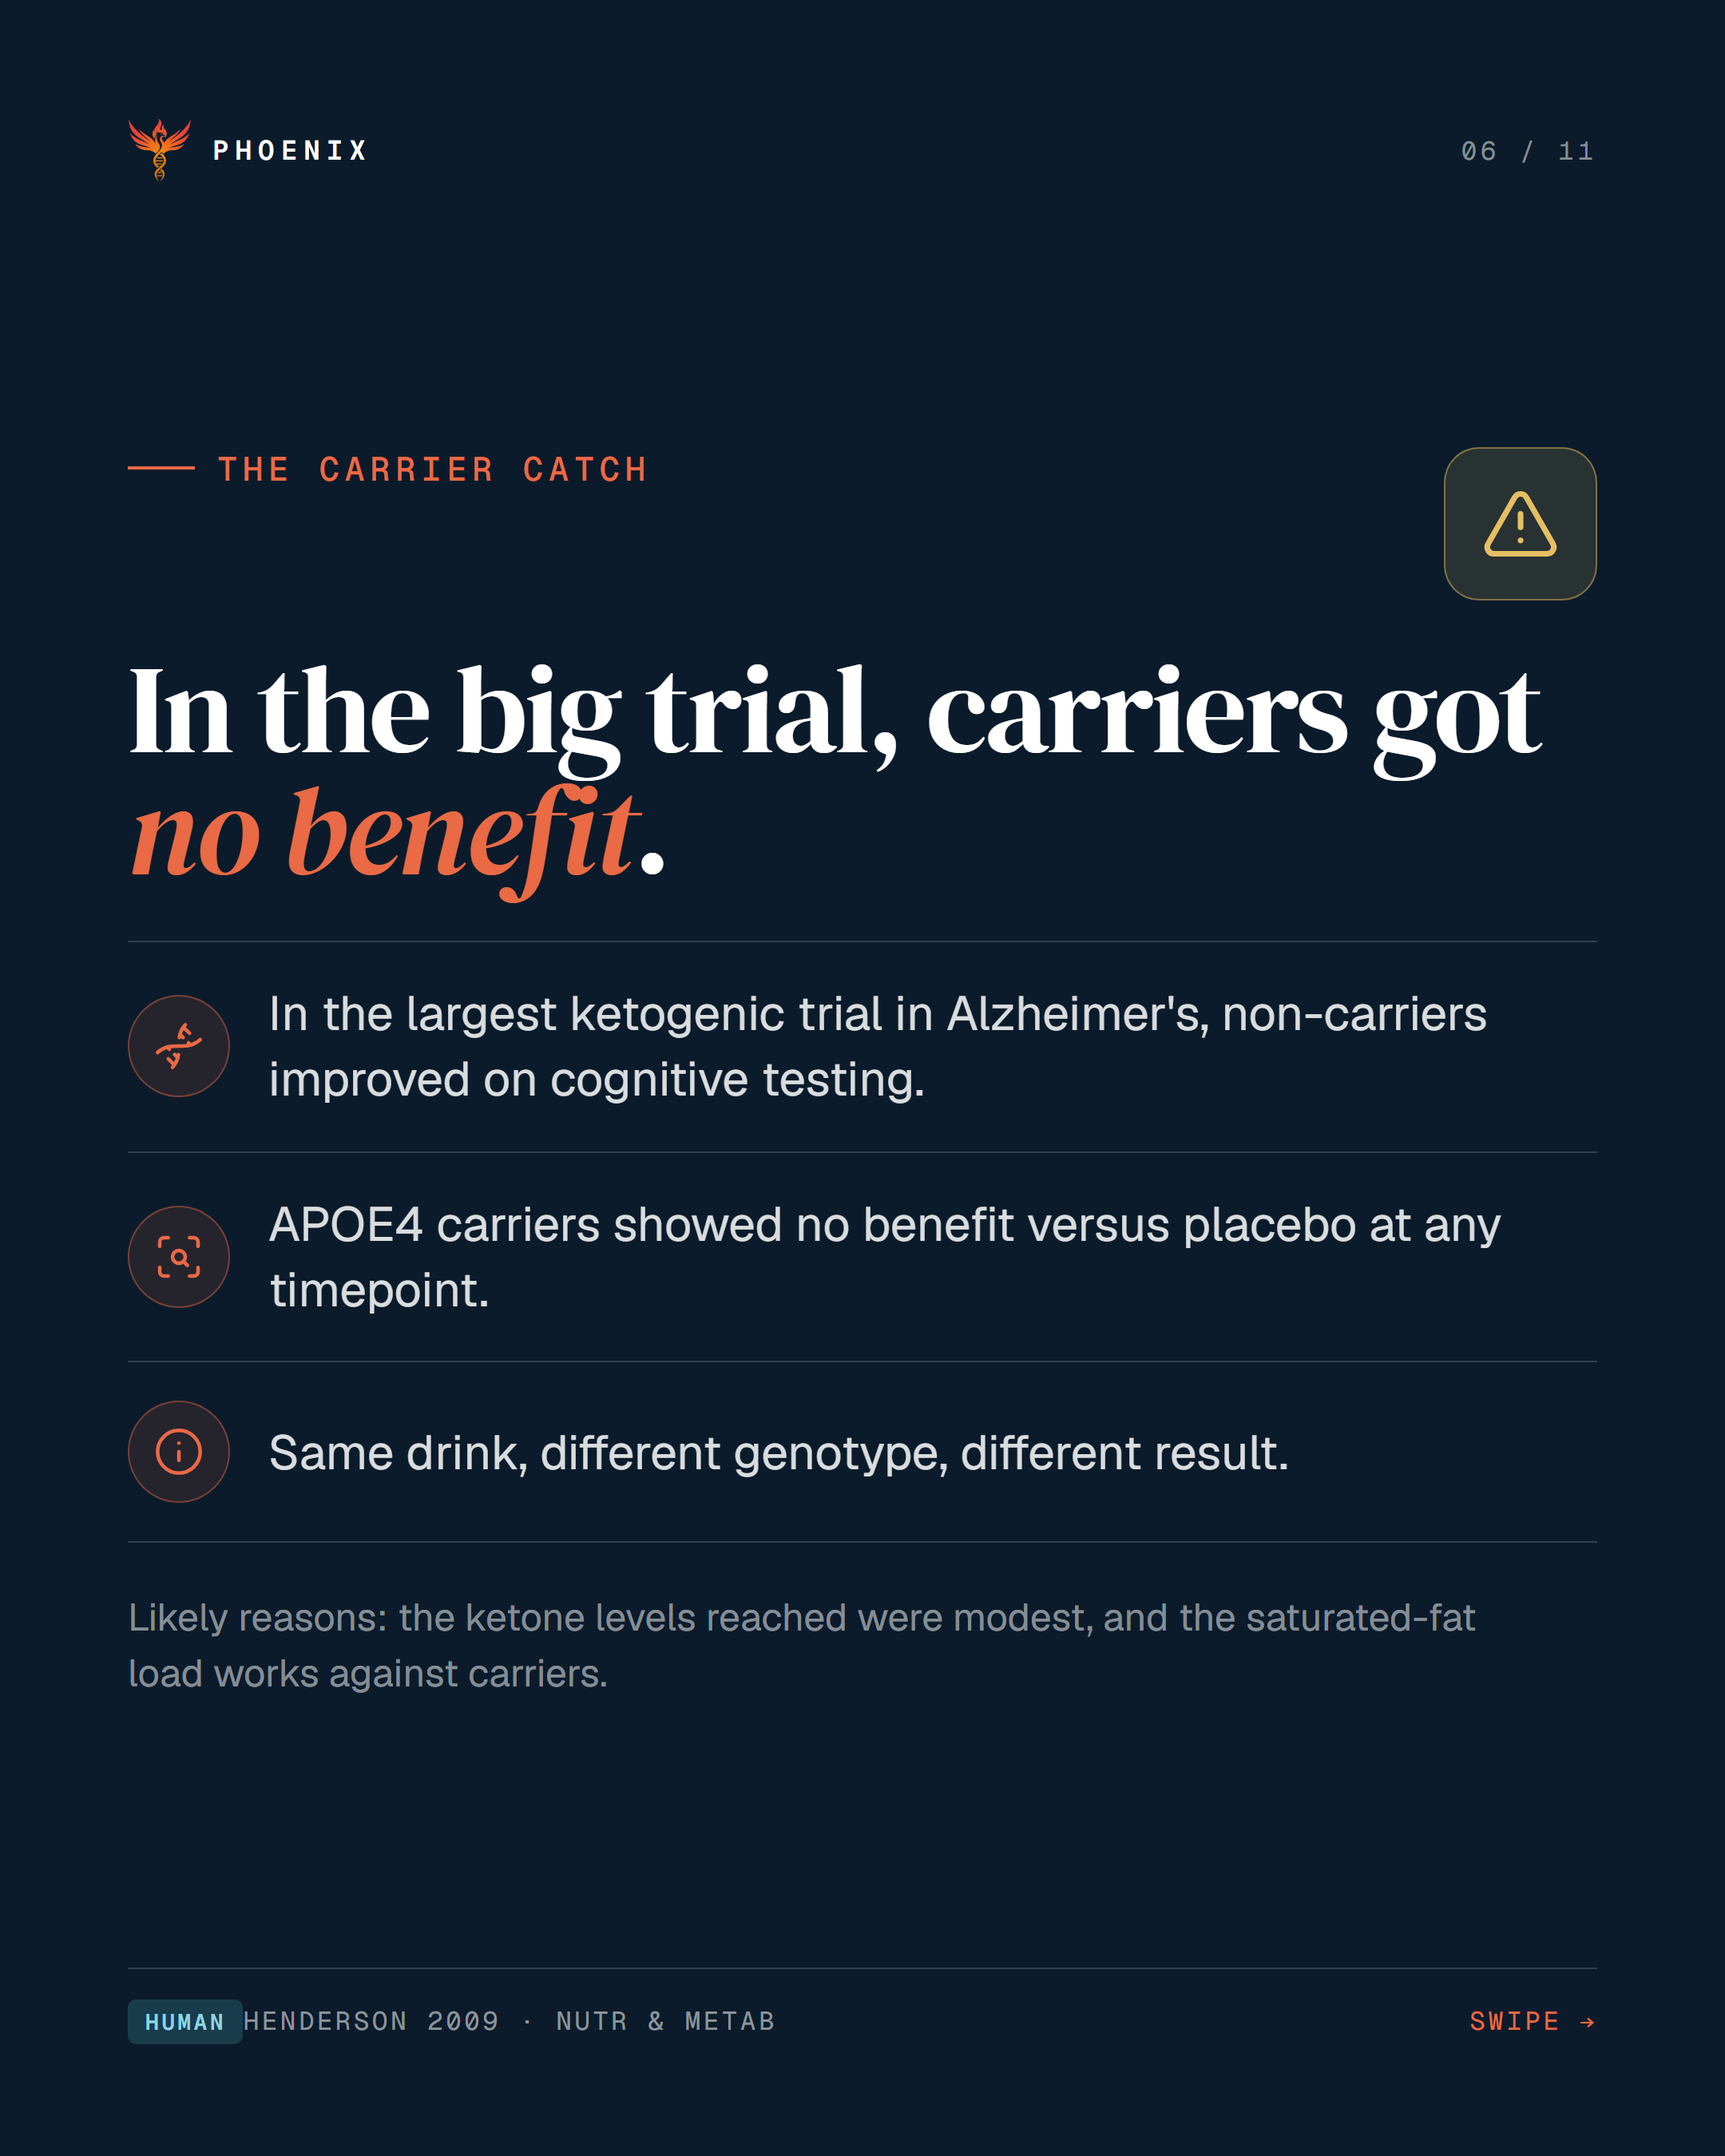 PHOENIX
06 / 11
THE CARRIER CATCH
In the big trial, carriers got
no benefit.
In the largest ketogenic trial in Alzheimer's, non-carriers
improved on cognitive testing.
APOE4 carriers showed no benefit versus placebo at any
timepoint.
Same drink, different genotype, different result.
Likely reasons: the ketone levels reached were modest, and the saturated-fat
load works against carriers.
HUMAN HENDERSON 2009 · NUTR & METAB
SWIPE →